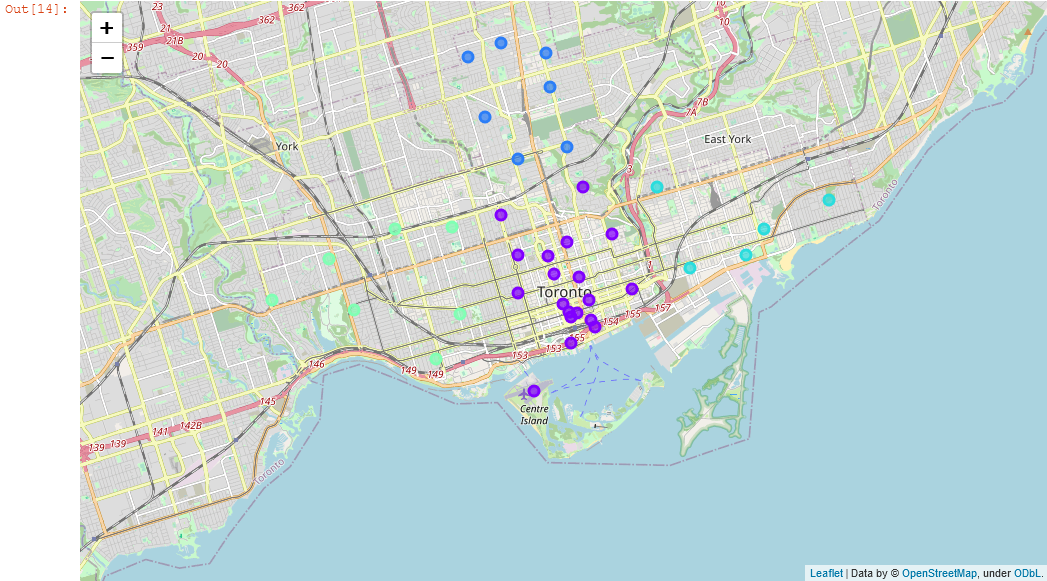 Out[14]:
+
−
23
21
21B
20
20
359
362
362
10
10
7B
7A
3
York
East York
Toronto
Toronto
157
155
154
155
153
153
149
149
146
145
142B
141
139
139
Centre
Island
Toronto
Leaflet | Data by © OpenStreetMap, under ODbL.